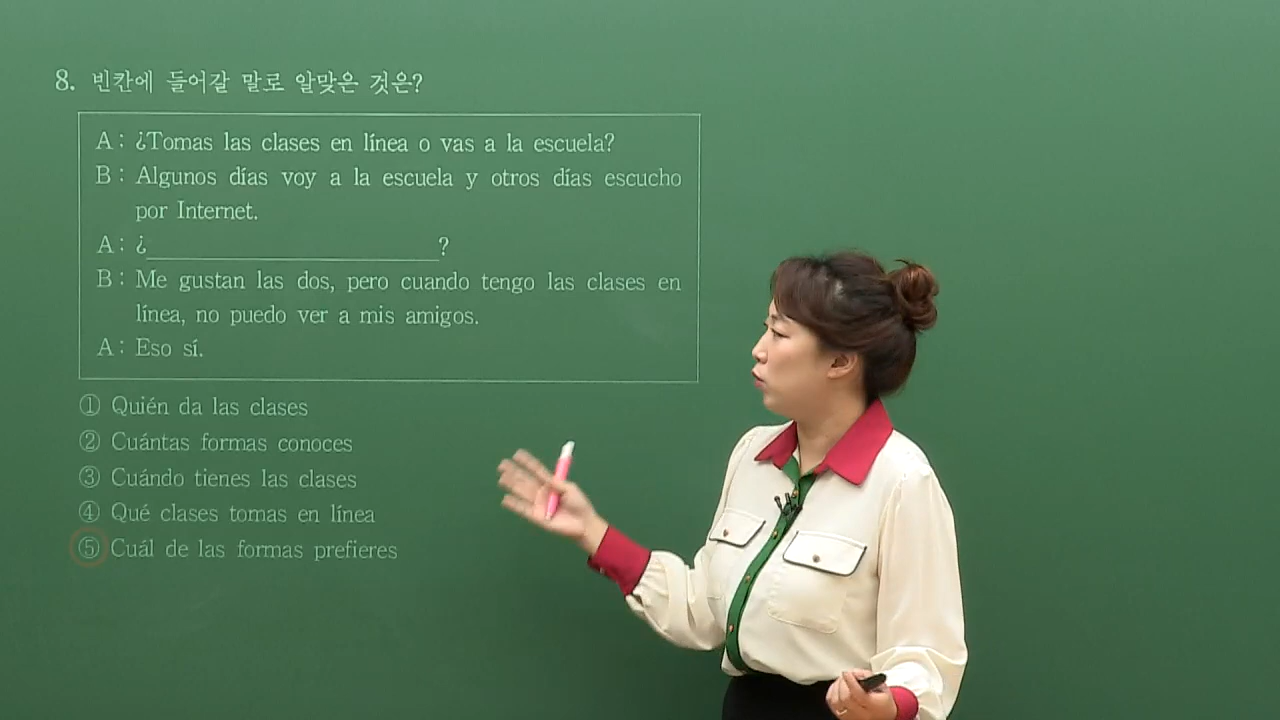 8. 빈칸에 들어갈 말로 알맞은 것은?
A: ¿Tomas las clases en línea o vas a la escuela?
B: Algunos días voy a la escuela y otros días escucho
por Internet.
A: ¿____________________?
B: Me gustan las dos, pero cuando tengo las clases en
línea, no puedo ver a mis amigos.
A: Eso sí.
① Quién da las clases
② Cuántas formas conoces
③ Cuándo tienes las clases
④ Qué clases tomas en línea
⑤ Cuál de las formas prefieres